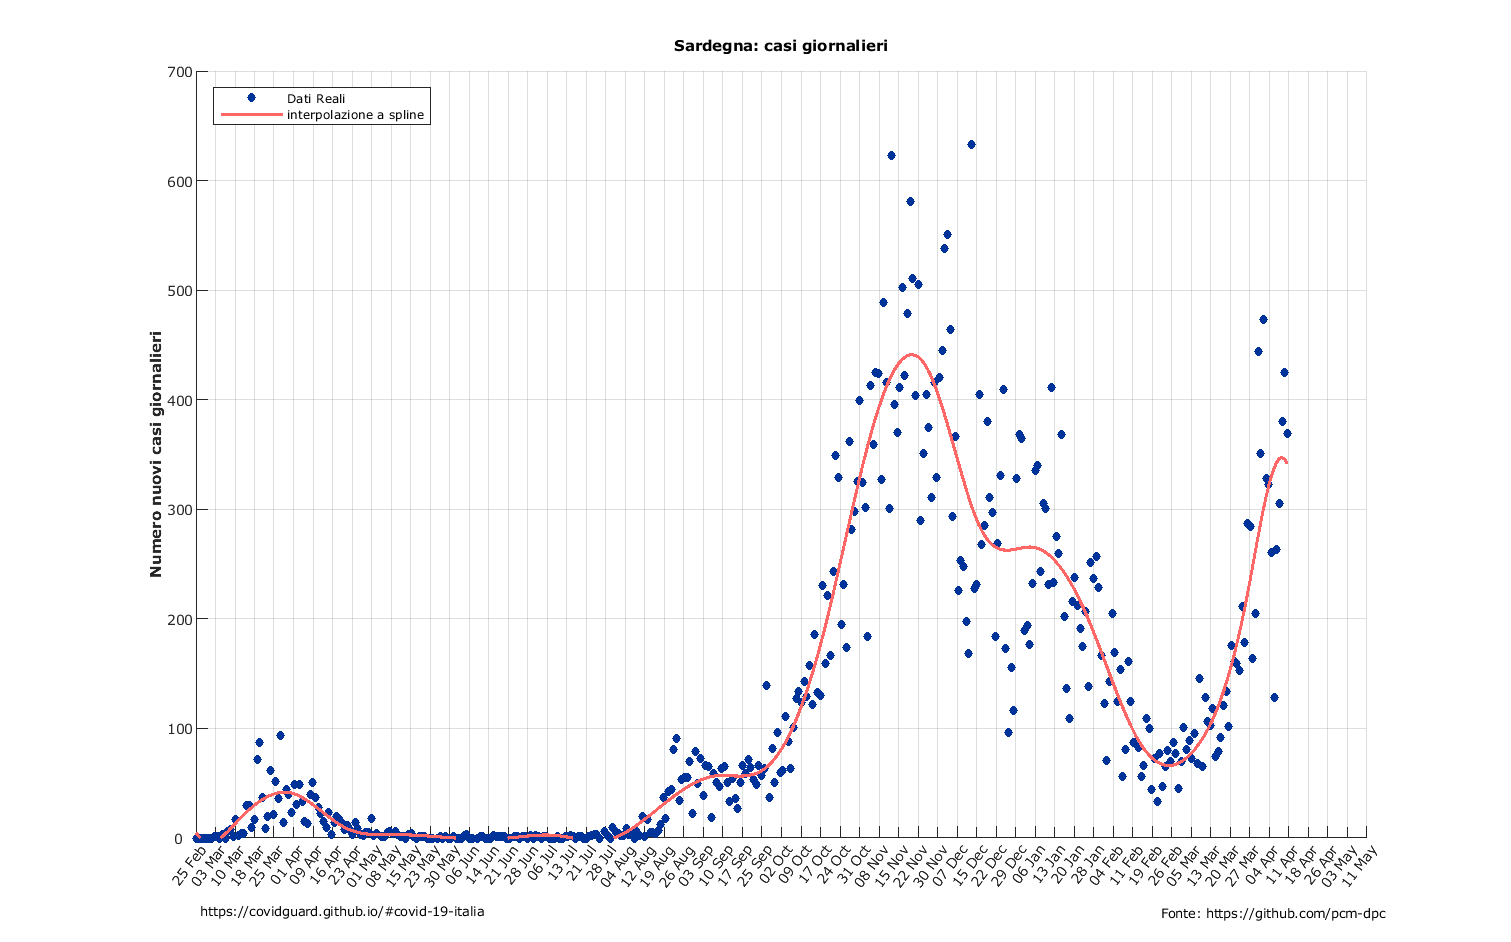 Sardegna: casi giornalieri
Dati Reali
interpolazione a spline
Numero nuovi casi giornalieri
700
600
500
400
300
200
100
0
25 Feb
03 Mar
10 Mar
18 Mar
25 Mar
01 Apr
09 Apr
16 Apr
23 Apr
01 May
08 May
15 May
23 May
30 May
06 Jun
14 Jun
21 Jun
28 Jun
06 Jul
13 Jul
21 Jul
28 Jul
04 Aug
12 Aug
19 Aug
26 Aug
03 Sep
10 Sep
17 Sep
25 Sep
02 Oct
09 Oct
17 Oct
24 Oct
31 Oct
08 Nov
15 Nov
22 Nov
30 Nov
07 Dec
15 Dec
22 Dec
29 Dec
06 Jan
13 Jan
20 Jan
28 Jan
04 Feb
11 Feb
19 Feb
26 Feb
05 Mar
13 Mar
20 Mar
27 Mar
04 Apr
11 Apr
18 Apr
26 Apr
03 May
11 May
https://covidguard.github.io/#covid-19-italia
Fonte: https://github.com/pcm-dpc